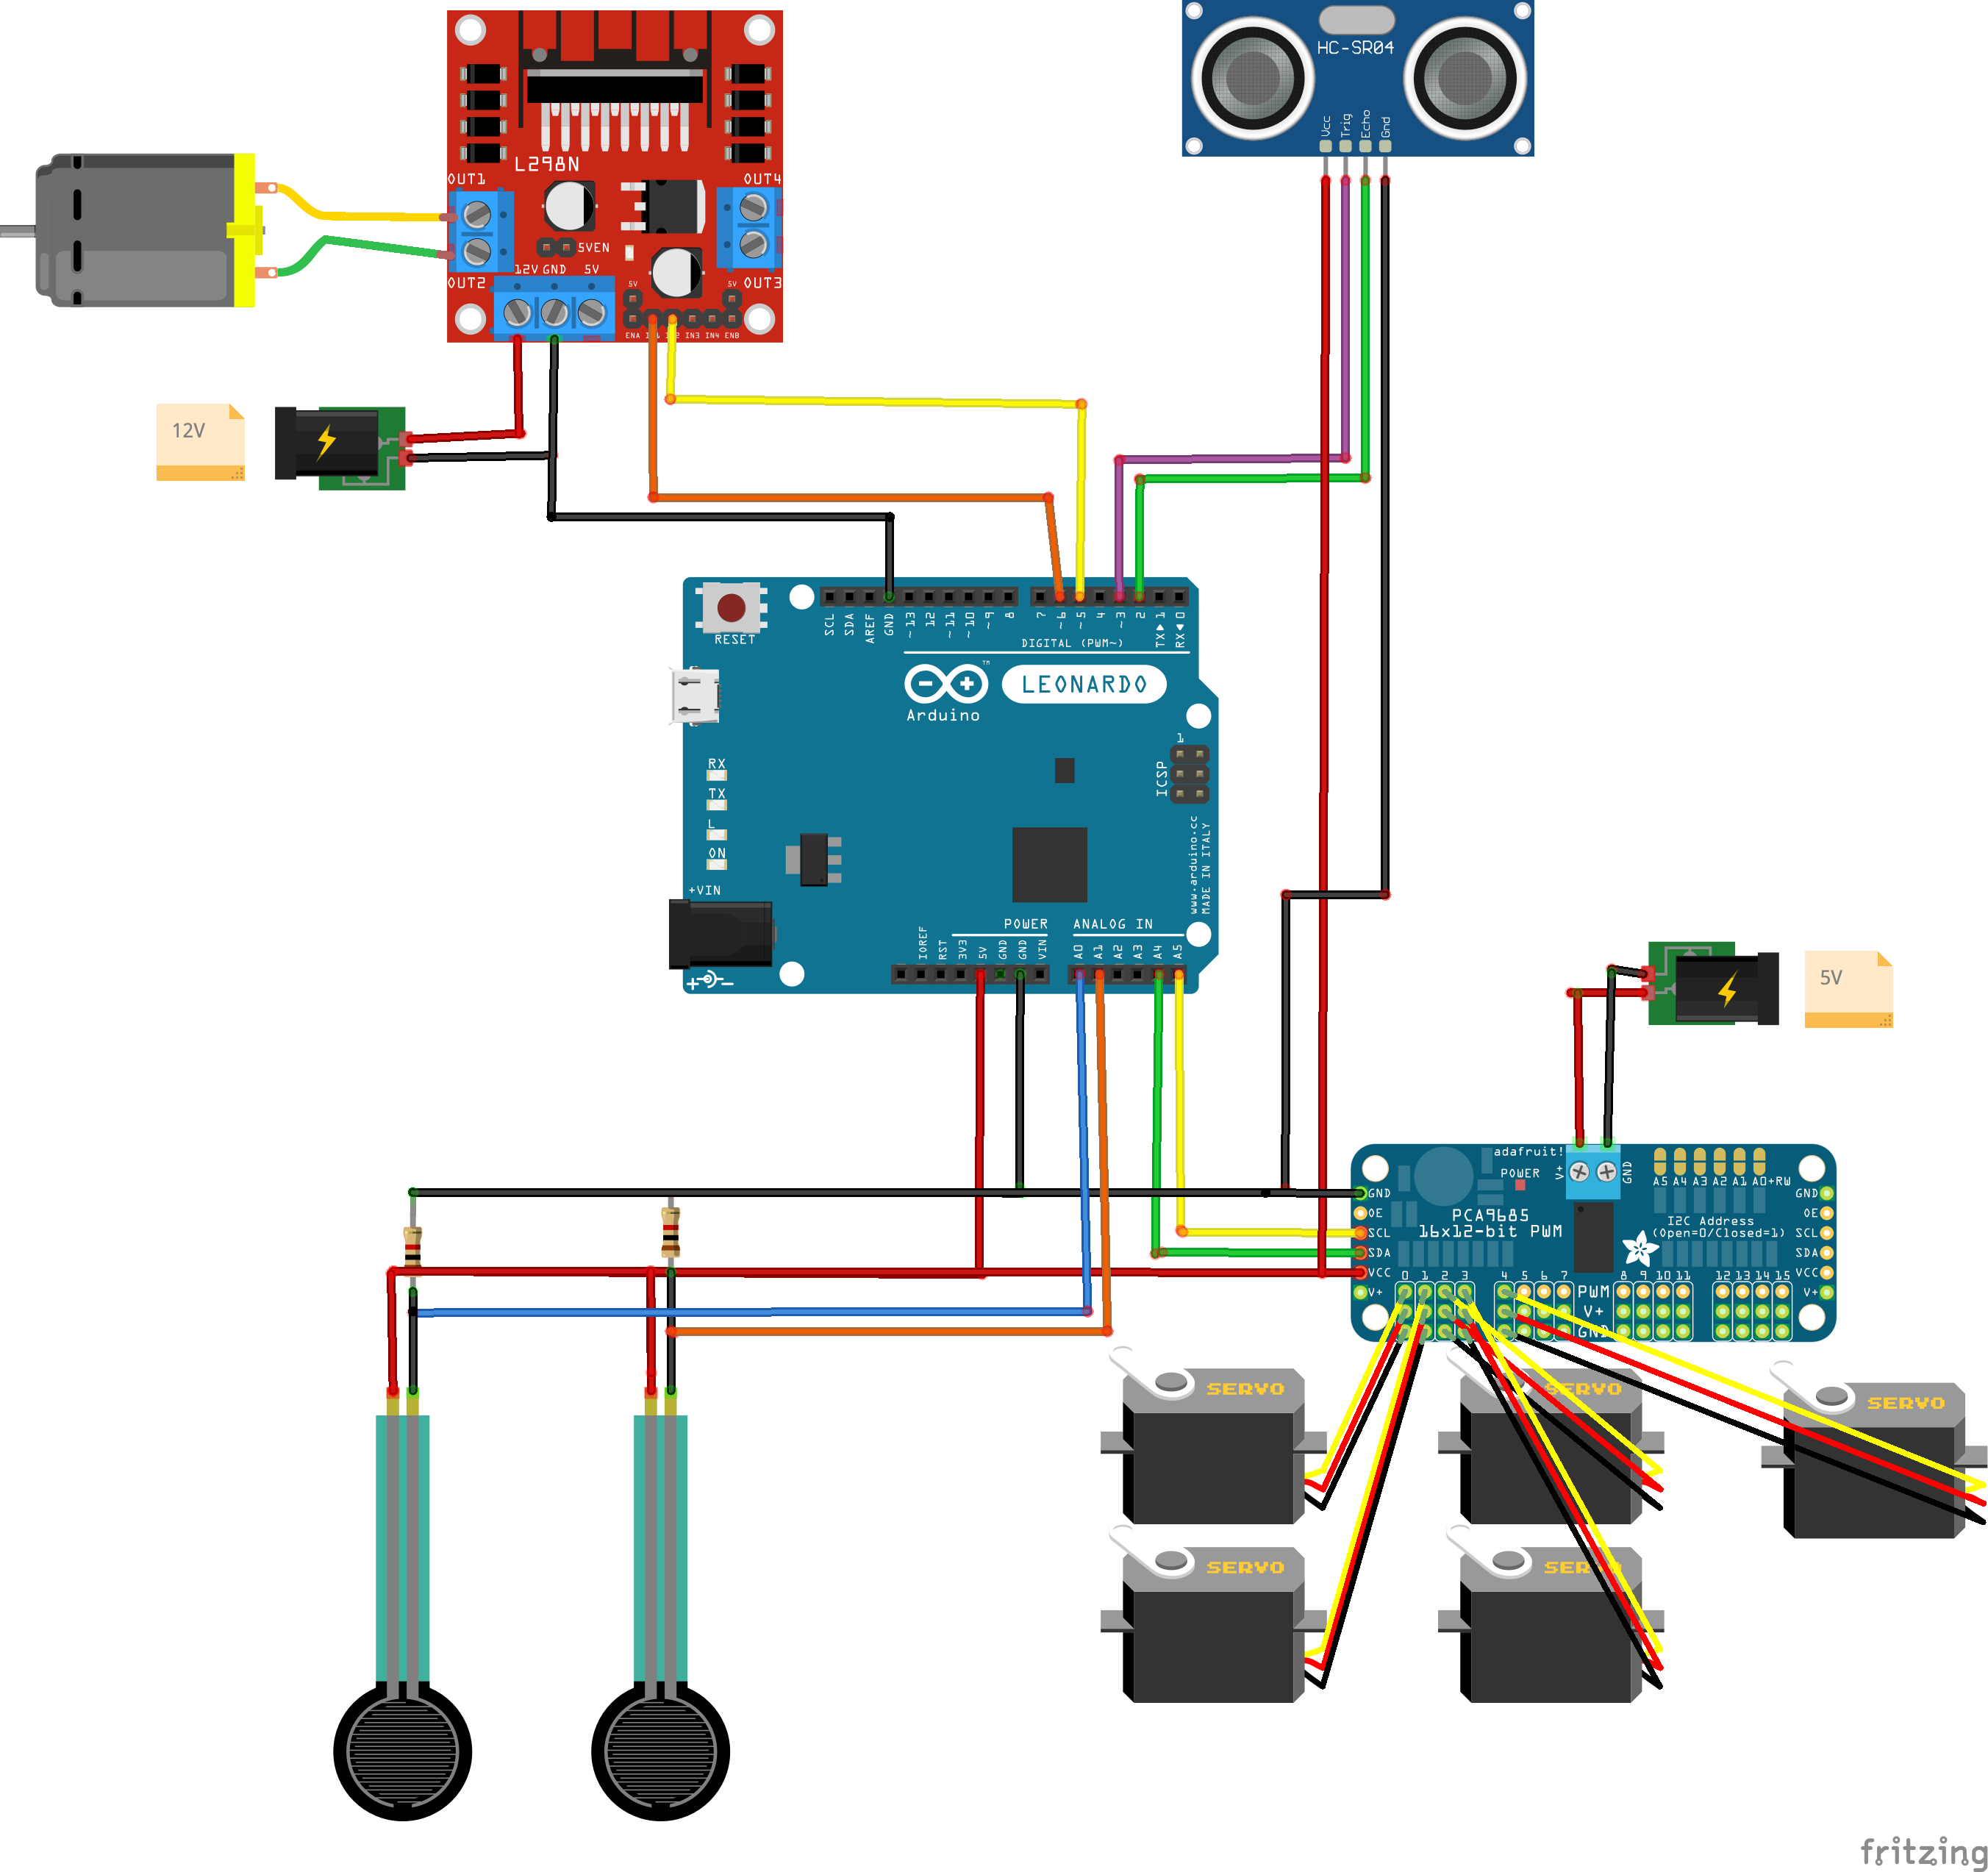 HC-SR04
Vcc
Trig
Echo
Gnd
L298N
OUT1
OUT4
5VEN
12V GND 5V
OUT2
OUT3
5V
5V
ENA
IN3 IN4 ENB
12V
RESET
SCL
SDA
AREF
GND
~13
12
~11
~10
~9
8
7
~6
~5
4
~3
2
TX▶1
RX◀0
DIGITAL (PWM~)
TM
LEONARDO
Arduino
1
ICSP
RX
TX
L
ON
www.arduino.cc
MADE IN ITALY
+VIN
POWER
ANALOG IN
IOREF
RST
3V3
5V
GND
GND
VIN
A0
A1
A2
A3
A4
A5
5V
adafruit!
POWER
V+
GND
A5 A4 A3 A2 A1 A0+RW
GND
OE
SCL
SDA
VCC
V+
PCA9685
16x12-bit PWM
I2C Address
(Open=0/Closed=1)
GND
OE
SCL
SDA
VCC
V+
0 1 2 3 4 5 6 7 8 9 10 11 12 13 14 15
PWM
V+
GND
SERVO
SERVO
SERVO
SERVO
SERVO
fritzing